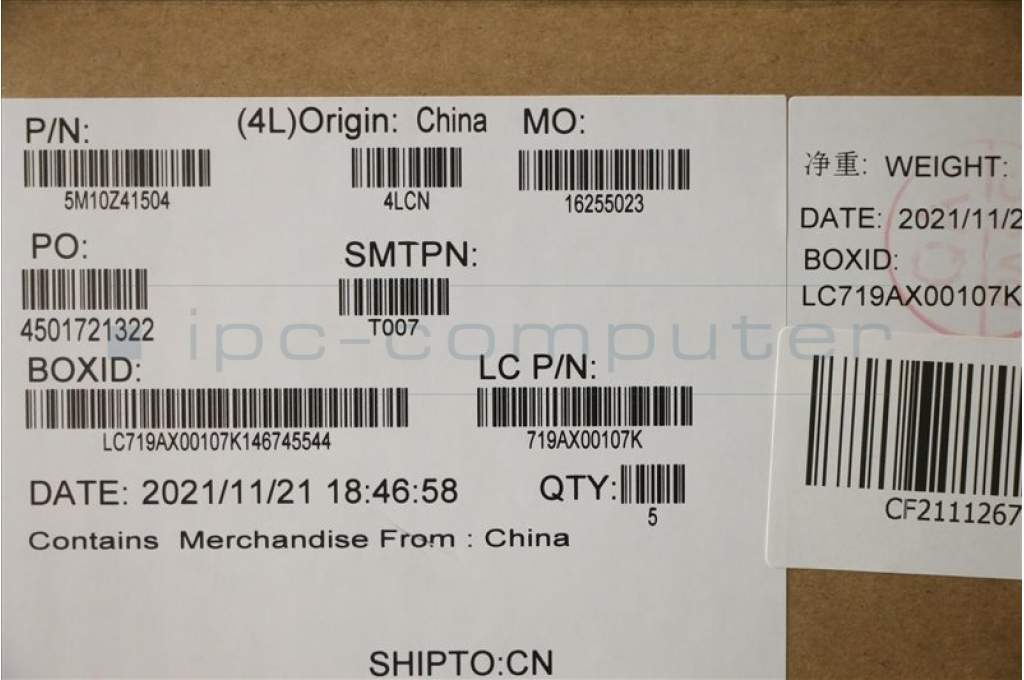 P/N: (4L)Origin: China MO:
5M10Z41504 4LCN 16255023
PO: SMTPN:
4501721322 T007
ipc-computer
BOXID: LC P/N:
LC719AX00107K146745544 719AX00107K
DATE: 2021/11/21 18:46:58 QTY:
5
Contains Merchandise From : China
SHIPTO:CN
净重: WEIGHT:
DATE: 2021/11/2
BOXID:
LC719AX00107K
CF2111267